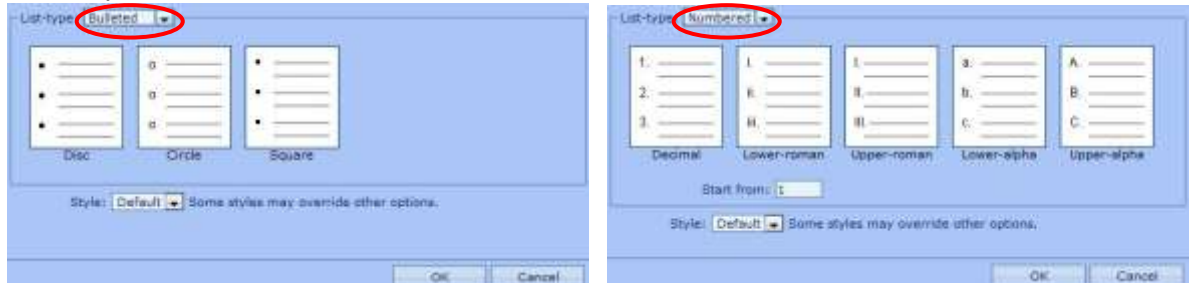 List-type: Bulleted
Disc Circle Square
Style: Default Some styles may override other options.
OK Cancel
List-type: Numbered
1. i. I. a. A.
2. ii. II. b. B.
3. iii. III. c. C.
Decimal Lower-roman Upper-roman Lower-alpha Upper-alpha
Start from: 1
Style: Default Some styles may override other options.
OK Cancel